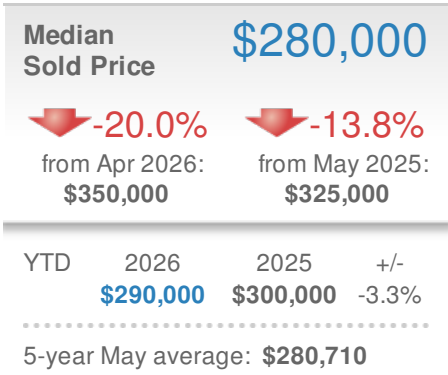 Median
Sold Price
$280,000
-20.0%
from Apr 2026:
$350,000
-13.8%
from May 2025:
$325,000
YTD 2026 2025 +/-
$290,000 $300,000 -3.3%
5-year May average: $280,710